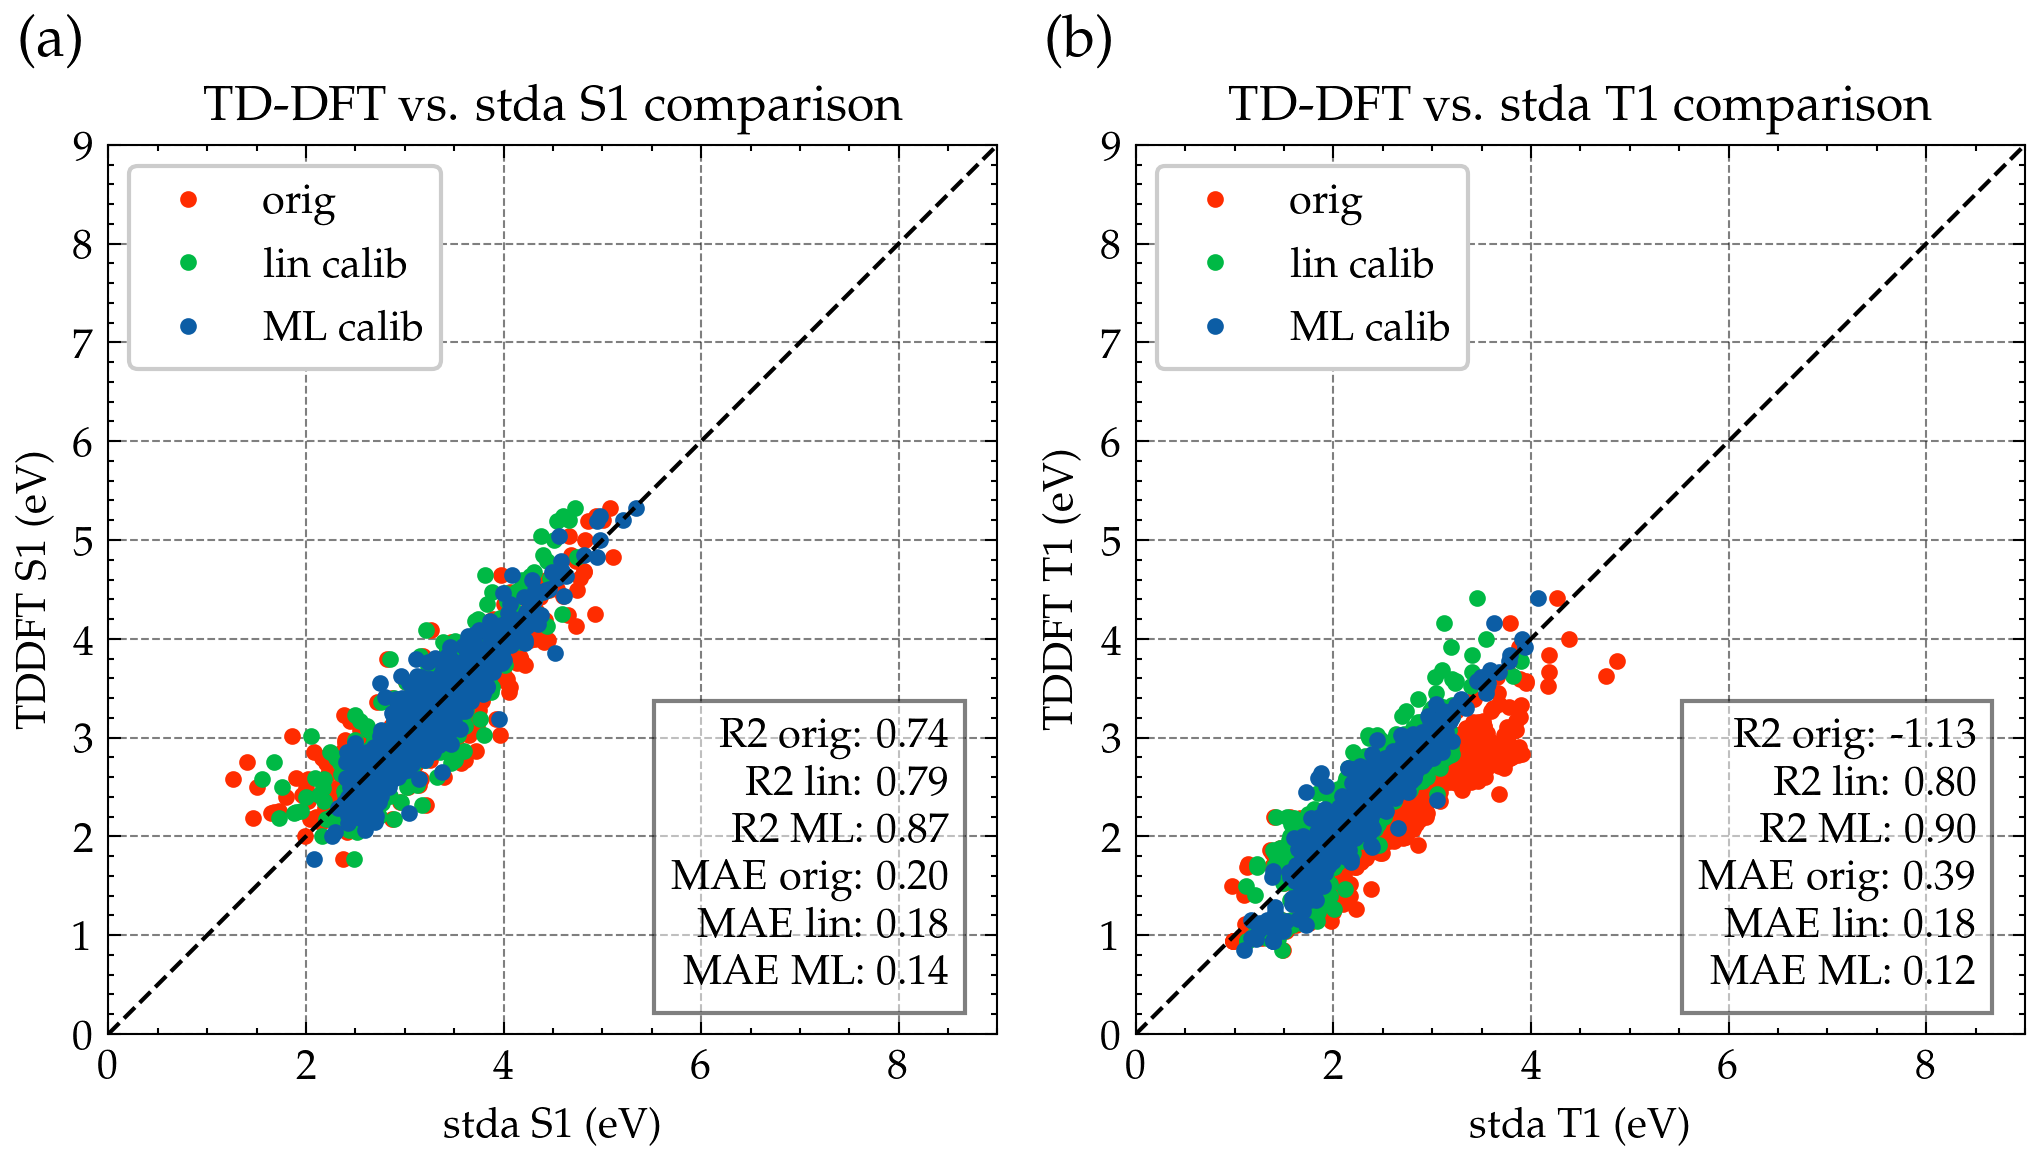 (a)
TD-DFT vs. stda S1 comparison
9
8
7
6
5
4
3
2
1
0
0 2 4 6 8
TDDFT S1 (eV)
stda S1 (eV)
orig
lin calib
ML calib
R2 orig: 0.74
R2 lin: 0.79
R2 ML: 0.87
MAE orig: 0.20
MAE lin: 0.18
MAE ML: 0.14
(b)
TD-DFT vs. stda T1 comparison
9
8
7
6
5
4
3
2
1
0
0 2 4 6 8
TDDFT T1 (eV)
stda T1 (eV)
orig
lin calib
ML calib
R2 orig: -1.13
R2 lin: 0.80
R2 ML: 0.90
MAE orig: 0.39
MAE lin: 0.18
MAE ML: 0.12